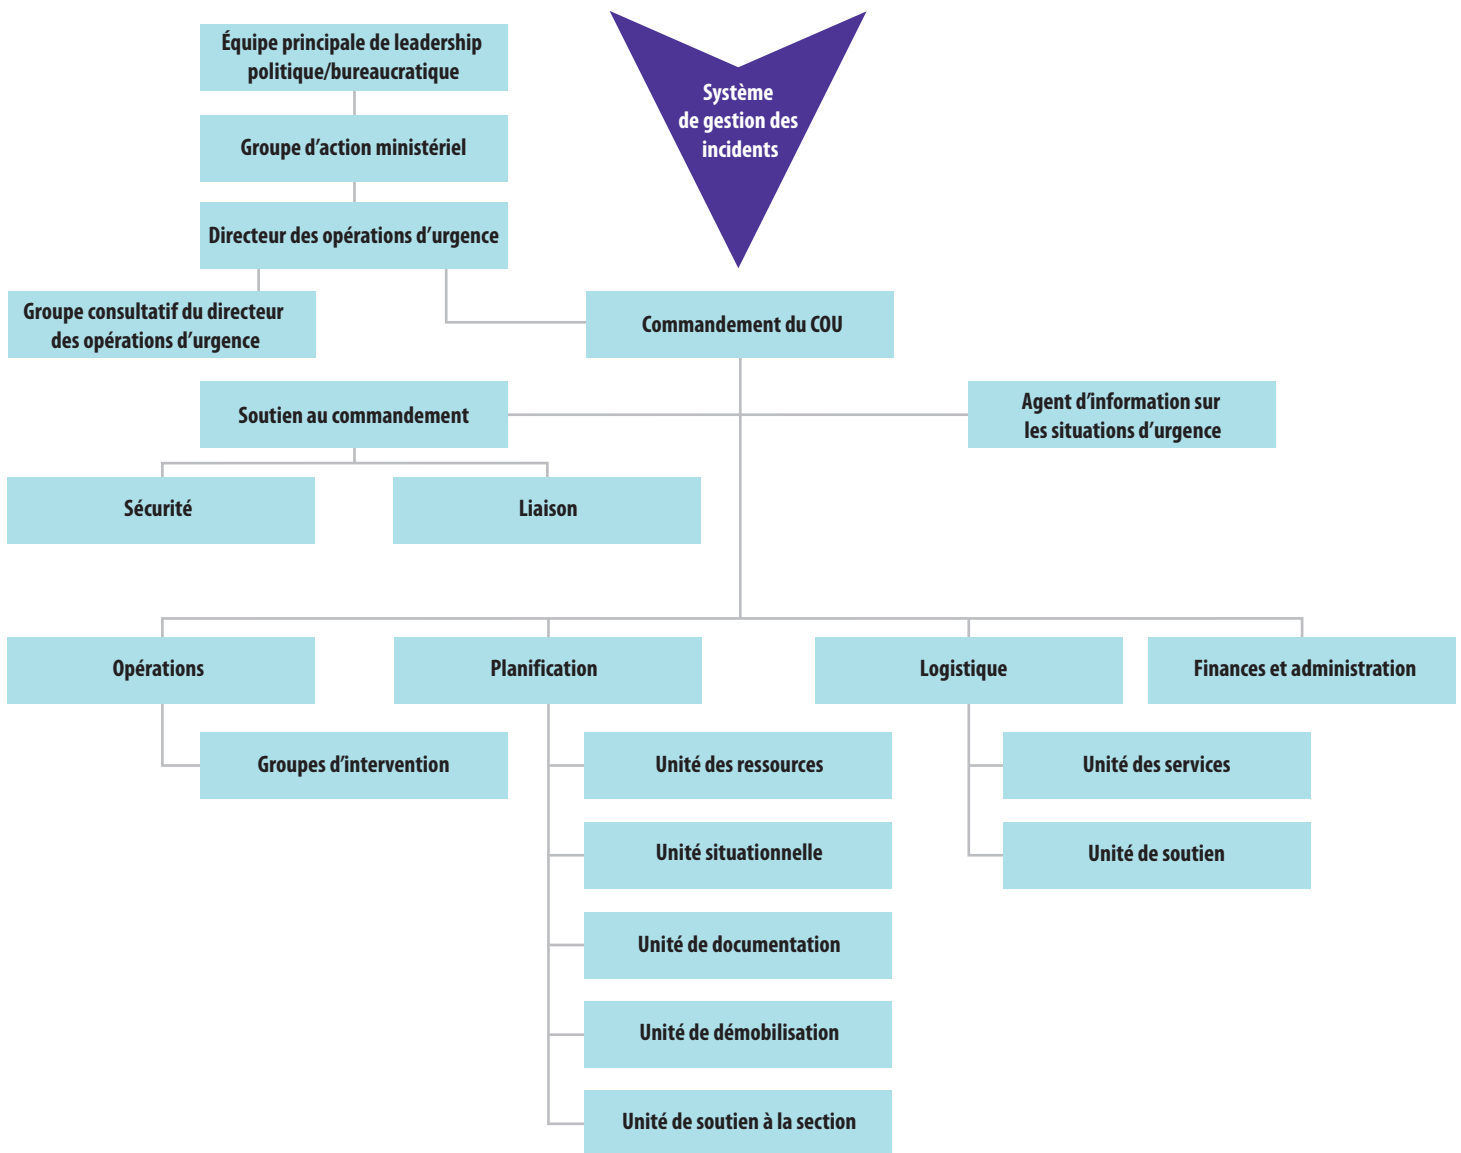 Équipe principale de leadership
politique/bureaucratique
Système
de gestion des
incidents
Groupe d’action ministériel
Directeur des opérations d’urgence
Groupe consultatif du directeur
des opérations d’urgence
Commandement du COU
Soutien au commandement
Agent d’information sur
les situations d’urgence
Sécurité
Liaison
Opérations
Planification
Logistique
Finances et administration
Groupes d’intervention
Unité des ressources
Unité des services
Unité situationnelle
Unité de soutien
Unité de documentation
Unité de démobilisation
Unité de soutien à la section